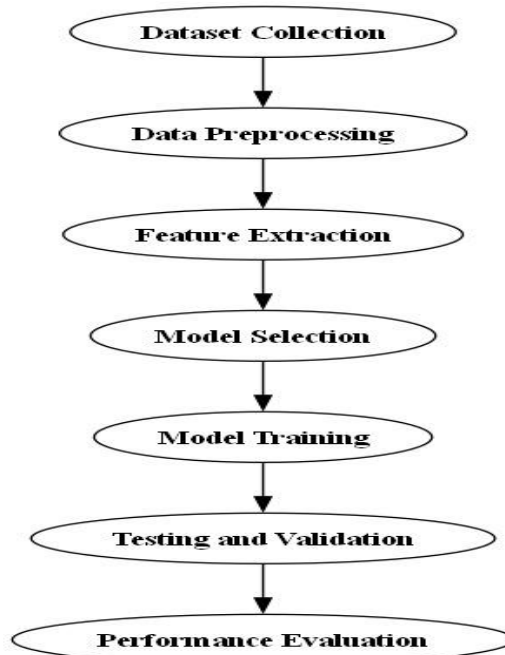 Dataset Collection
Data Preprocessing
Feature Extraction
Model Selection
Model Training
Testing and Validation
Performance Evaluation